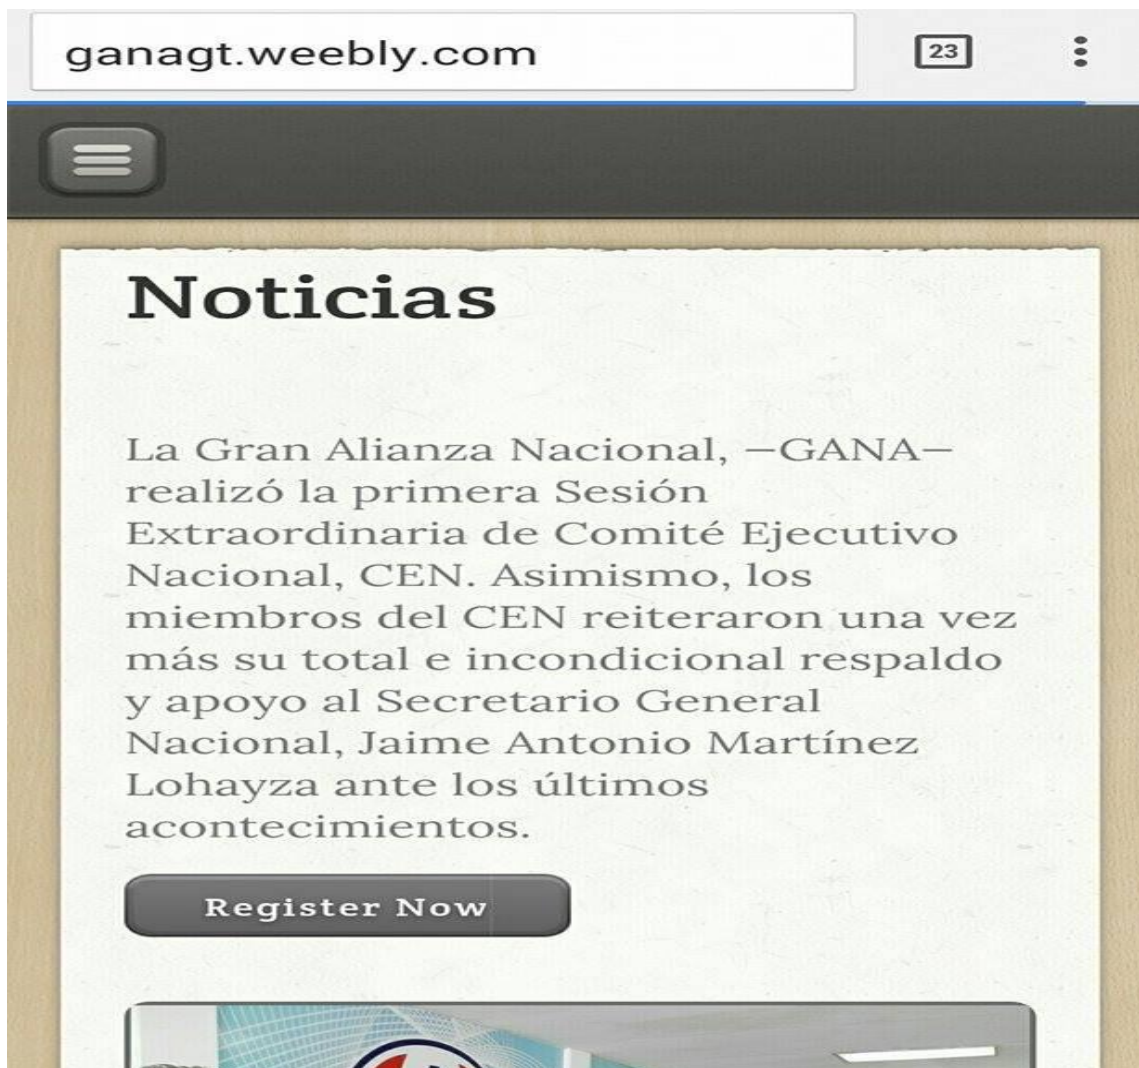 ganagt.weebly.com
23
Noticias
La Gran Alianza Nacional, —GANA—
realizó la primera Sesión
Extraordinaria de Comité Ejecutivo
Nacional, CEN. Asimismo, los
miembros del CEN reiteraron una vez
más su total e incondicional respaldo
y apoyo al Secretario General
Nacional, Jaime Antonio Martínez
Lohayza ante los últimos
acontecimientos.
Register Now